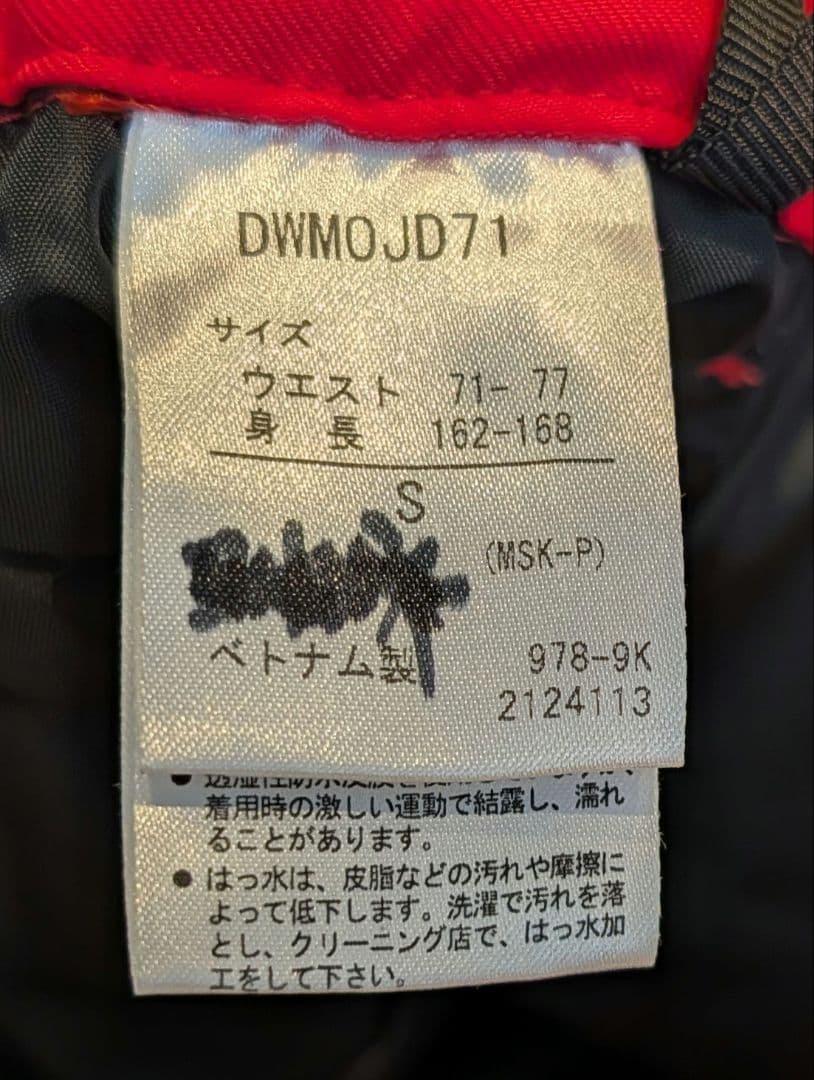 DWMOJD71
サイズ
ウエスト 71- 77
身 長 162-168
S
(MSK-P)
ベトナム製 978-9K
2124113
着用時の激しい運動で結露し、濡れ
ることがあります。
● はっ水は、皮脂などの汚れや摩擦に
よって低下します。洗濯で汚れを落
とし、クリーニング店で、はっ水加
工をして下さい。